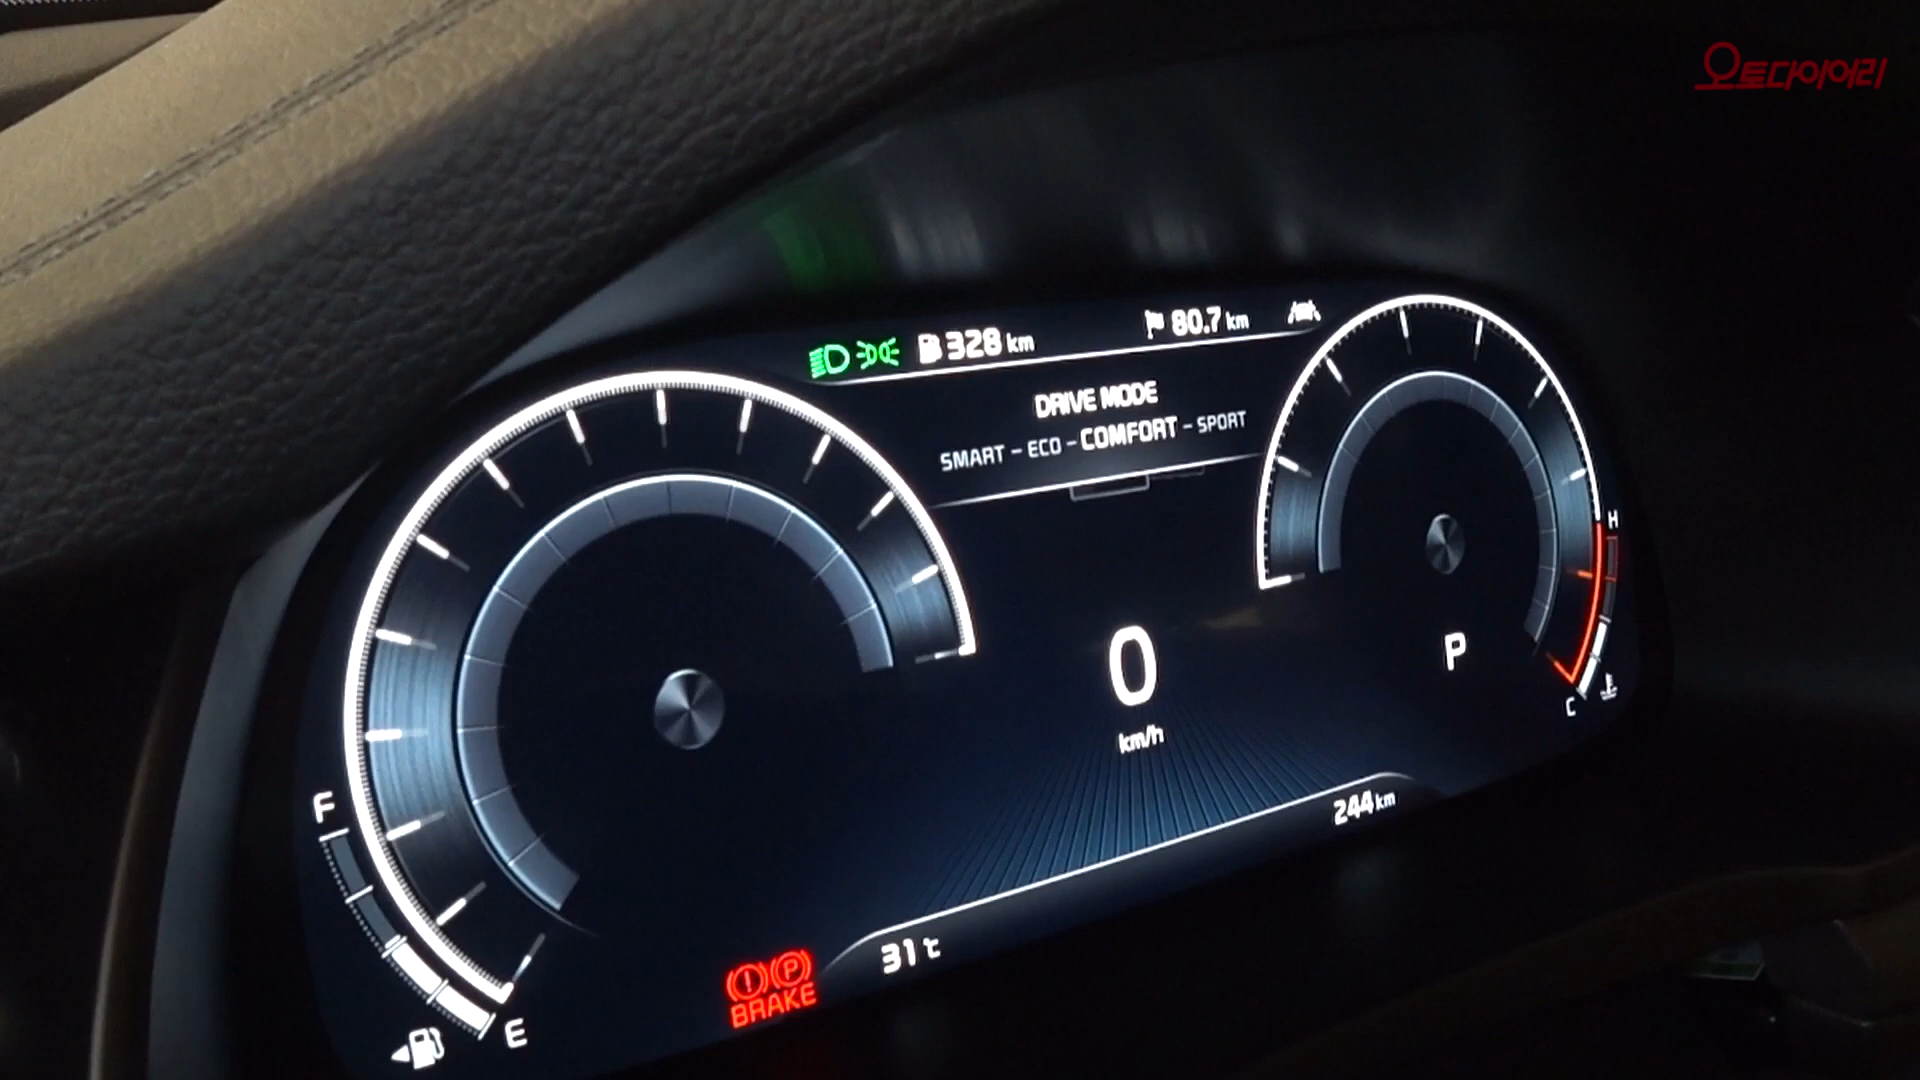 오토다이어리
328 km
80.7 km
DRIVE MODE
SMART - ECO - COMFORT - SPORT
H
0
P
km/h
C
F
244 km
31 ℃
(!) (P)
BRAKE
E